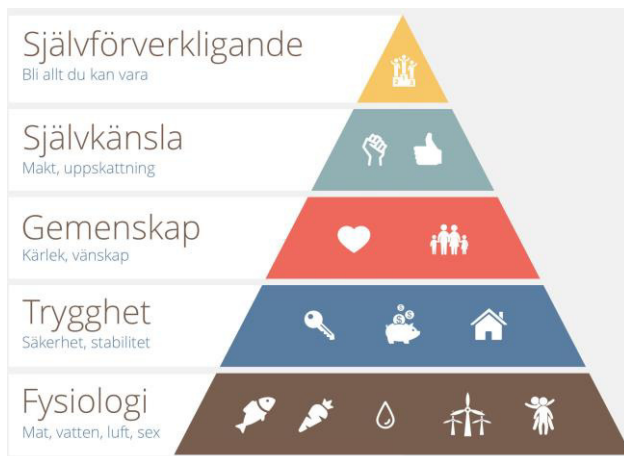 Självförverkligande
Bli allt du kan vara
Självkänsla
Makt, uppskattning
Gemenskap
Kärlek, vänskap
Trygghet
Säkerhet, stabilitet
Fysiologi
Mat, vatten, luft, sex